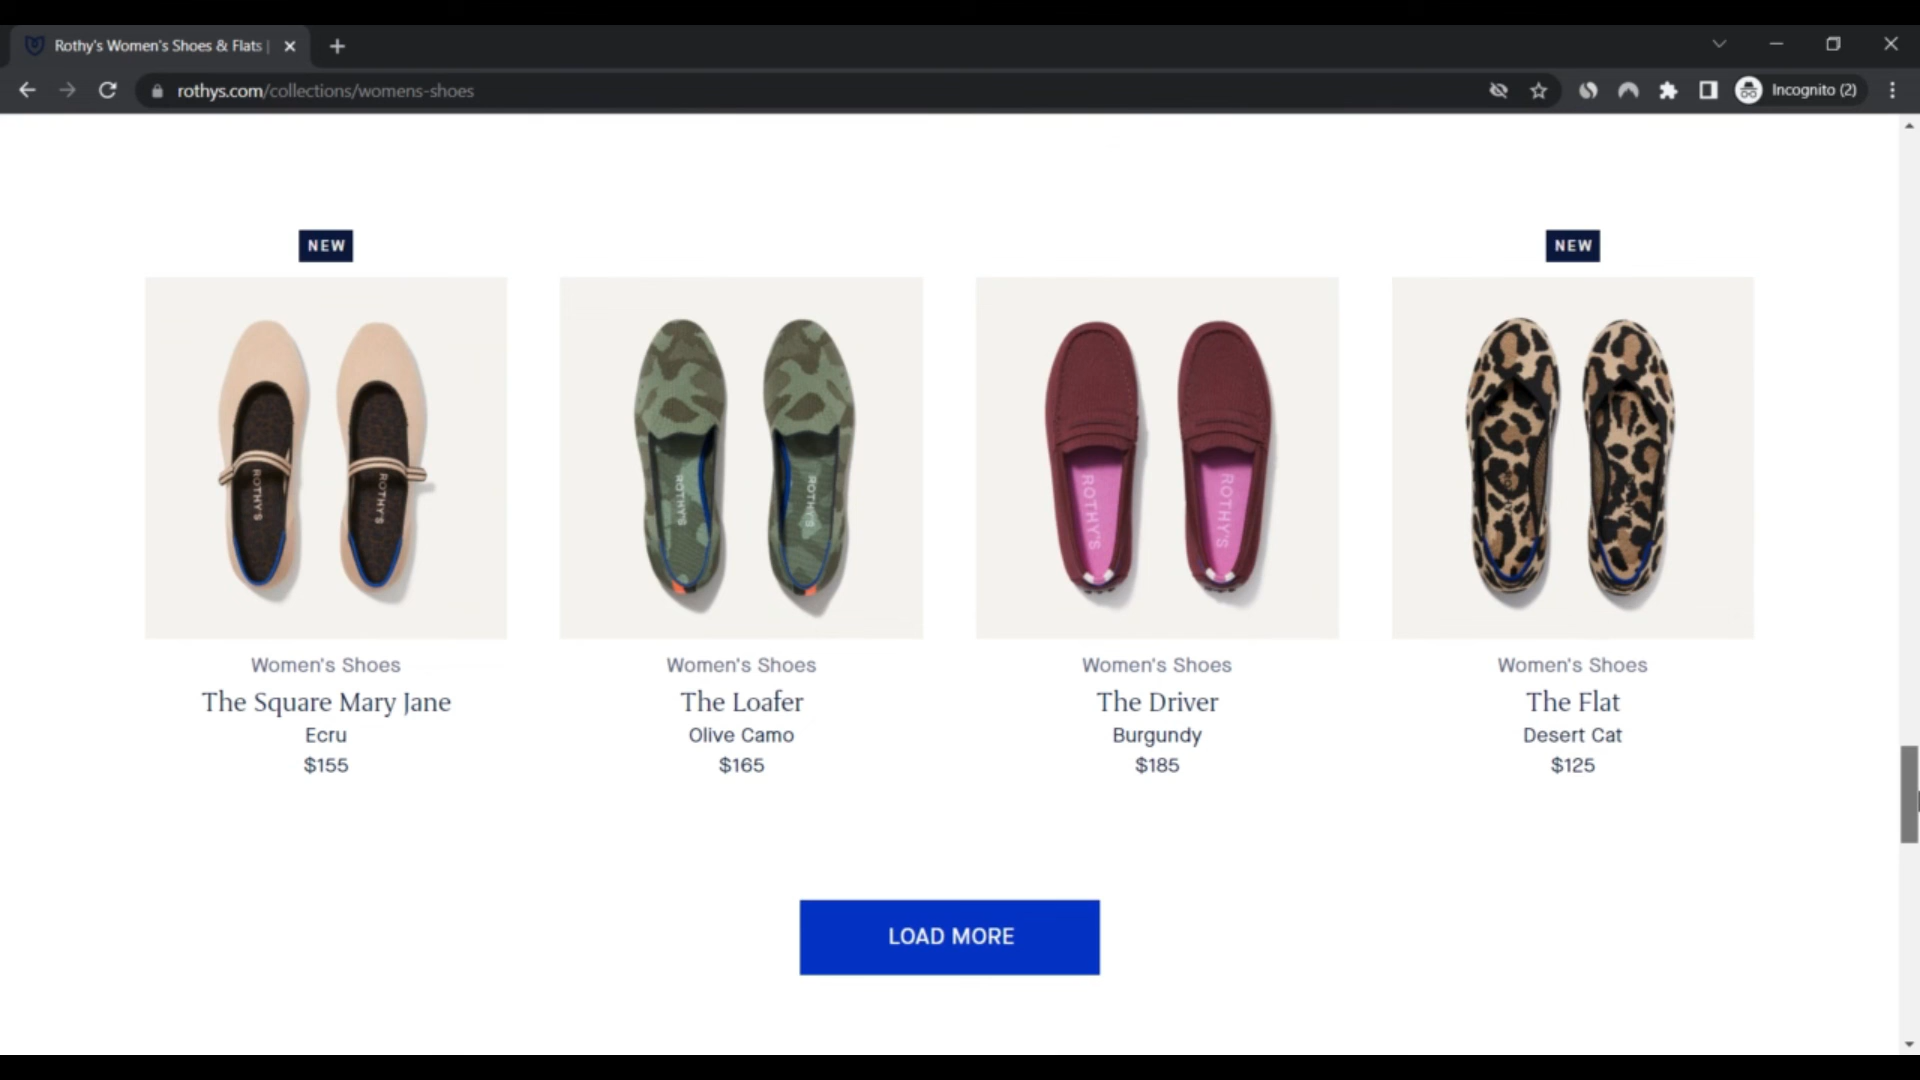 Rothy's Women's Shoes & Flats |
rothys.com/collections/womens-shoes
Incognito (2)
NEW
NEW
ROTHY'S
ROTHY'S
ROTHY'S
ROTHY'S
ROTHY'S
ROTHY'S
Women's Shoes
The Square Mary Jane
Ecru
$155
Women's Shoes
The Loafer
Olive Camo
$165
Women's Shoes
The Driver
Burgundy
$185
Women's Shoes
The Flat
Desert Cat
$125
LOAD MORE